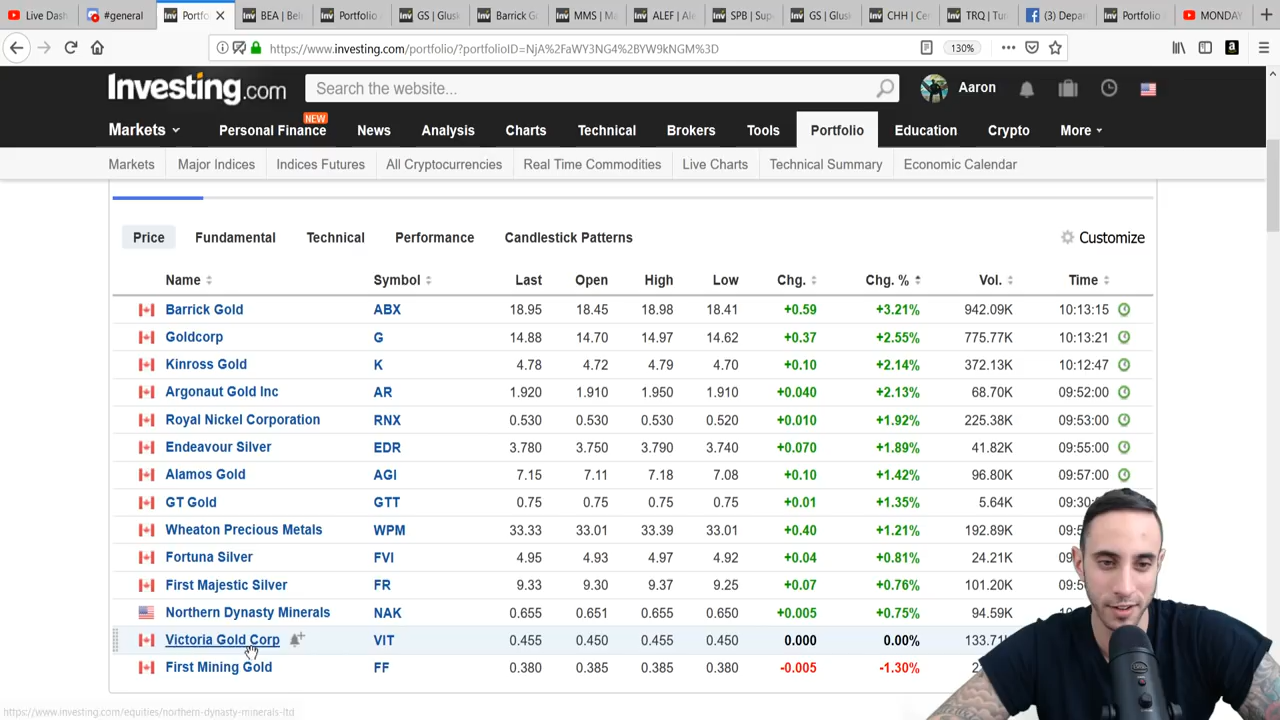 Live Dash
#general
Portfo
BEA | Bel
Portfolio
GS | Glus
Barrick Go
MMS | Ma
ALEF | Ale
SPB | Sup
GS | Glus
CHH | Cen
TRQ | Tur
(3) Depar
Portfolio
MONDAY
https://www.investing.com/portfolio/?portfolioID=NjA%2FaWY3NG4%2BYW9kNGM%3D
130%
Investing.com
Search the website...
Aaron
NEW
Markets Personal Finance News Analysis Charts Technical Brokers Tools Portfolio Education Crypto More
Markets Major Indices Indices Futures All Cryptocurrencies Real Time Commodities Live Charts Technical Summary Economic Calendar
Price Fundamental Technical Performance Candlestick Patterns Customize
Name Symbol Last Open High Low Chg. Chg. % Vol. Time
Barrick Gold ABX 18.95 18.45 18.98 18.41 +0.59 +3.21% 942.09K 10:13:15
Goldcorp G 14.88 14.70 14.97 14.62 +0.37 +2.55% 775.77K 10:13:21
Kinross Gold K 4.78 4.72 4.79 4.70 +0.10 +2.14% 372.13K 10:12:47
Argonaut Gold Inc AR 1.920 1.910 1.950 1.910 +0.040 +2.13% 68.70K 09:52:00
Royal Nickel Corporation RNX 0.530 0.530 0.530 0.520 +0.010 +1.92% 225.38K 09:53:00
Endeavour Silver EDR 3.780 3.750 3.790 3.740 +0.070 +1.89% 41.82K 09:55:00
Alamos Gold AGI 7.15 7.11 7.18 7.08 +0.10 +1.42% 96.80K 09:57:00
GT Gold GTT 0.75 0.75 0.75 0.75 +0.01 +1.35% 5.64K 09:30:
Wheaton Precious Metals WPM 33.33 33.01 33.39 33.01 +0.40 +1.21% 192.89K 09:5
Fortuna Silver FVI 4.95 4.93 4.97 4.92 +0.04 +0.81% 24.21K 09
First Majestic Silver FR 9.33 9.30 9.37 9.25 +0.07 +0.76% 101.20K 09:5
Northern Dynasty Minerals NAK 0.655 0.651 0.655 0.650 +0.005 +0.75% 94.59K 10:
Victoria Gold Corp VIT 0.455 0.450 0.455 0.450 0.000 0.00% 133.71
First Mining Gold FF 0.380 0.385 0.380 0.380 -0.005 -1.30% 2
https://www.investing.com/equities/northern-dynasty-minerals-ltd